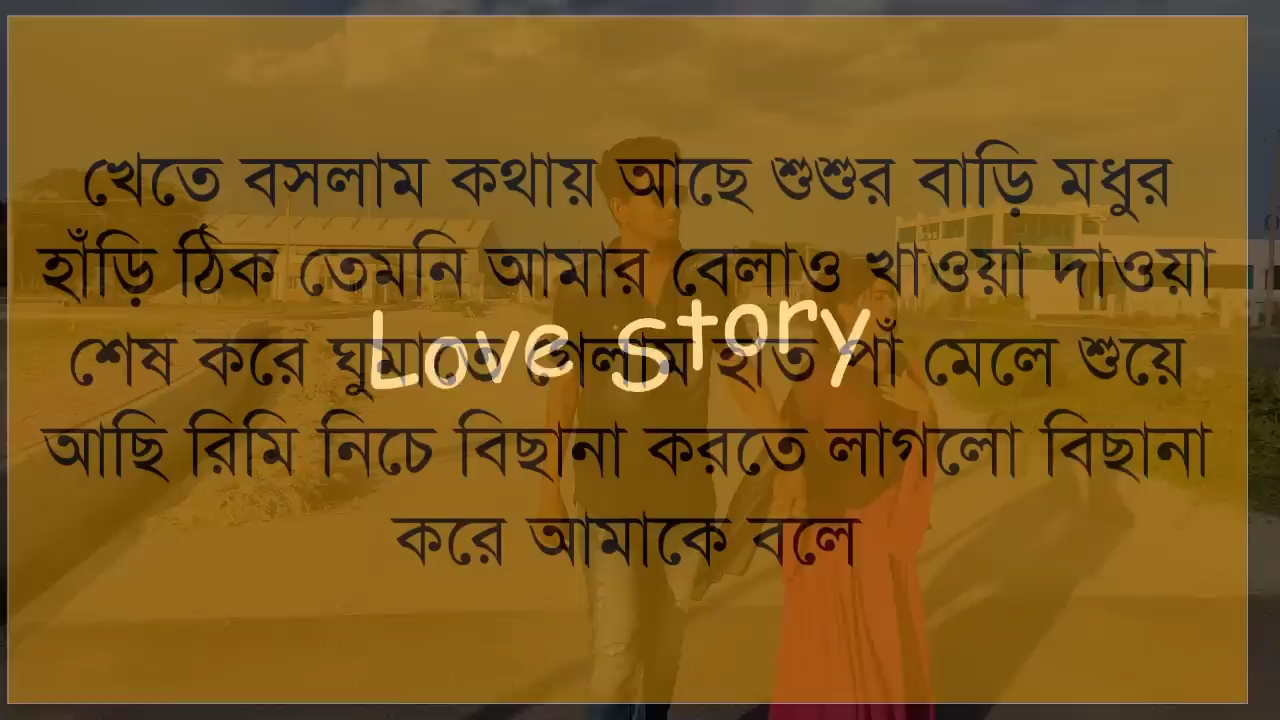 খেতে বসলাম কথায় আছে শুশুর বাড়ি মধুর
হাঁড়ি ঠিক তেমনি আমার বেলাও খাওয়া দাওয়া
শেষ করে ঘুমাতে গেলাম হাত পাঁ মেলে শুয়ে
Love Story
আছি রিমি নিচে বিছানা করতে লাগলো বিছানা
করে আমাকে বলে